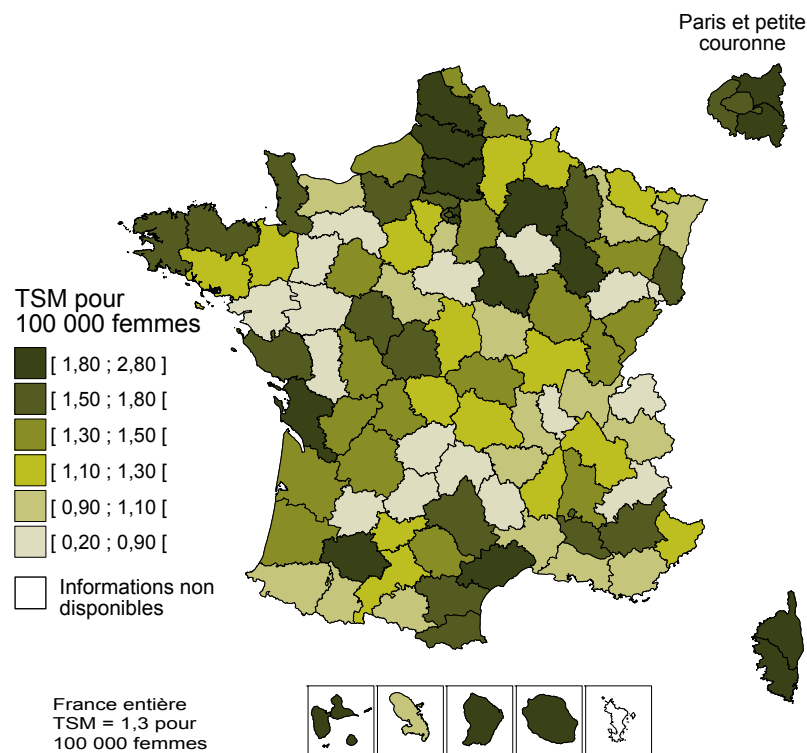 Paris et petite
couronne
TSM pour
100 000 femmes
[ 1,80 ; 2,80 ]
[ 1,50 ; 1,80 [
[ 1,30 ; 1,50 [
[ 1,10 ; 1,30 [
[ 0,90 ; 1,10 [
[ 0,20 ; 0,90 [
Informations non
disponibles
France entière
TSM = 1,3 pour
100 000 femmes